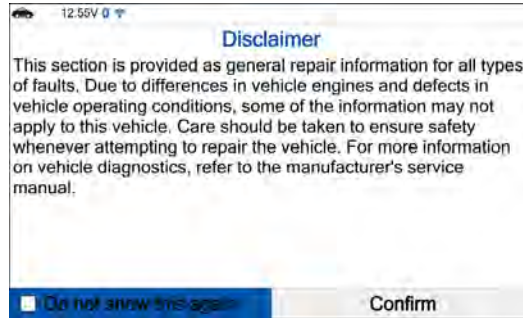 12.55V
Disclaimer
This section is provided as general repair information for all types
of faults. Due to differences in vehicle engines and defects in
vehicle operating conditions, some of the information may not
apply to this vehicle. Care should be taken to ensure safety
whenever attempting to repair the vehicle. For more information
on vehicle diagnostics, refer to the manufacturer's service
manual.
Do not show this again
Confirm